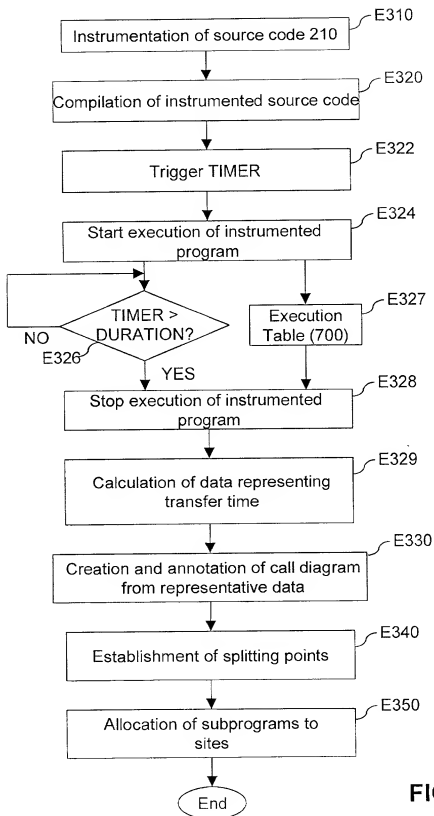 E310
Instrumentation of source code 210
E320
Compilation of instrumented source code
E322
Trigger TIMER
E324
Start execution of instrumented
program
E327
TIMER >
DURATION?
Execution
Table (700)
NO
E326
YES
E328
Stop execution of instrumented
program
E329
Calculation of data representing
transfer time
E330
Creation and annotation of call diagram
from representative data
E340
Establishment of splitting points
E350
Allocation of subprograms to
sites
End